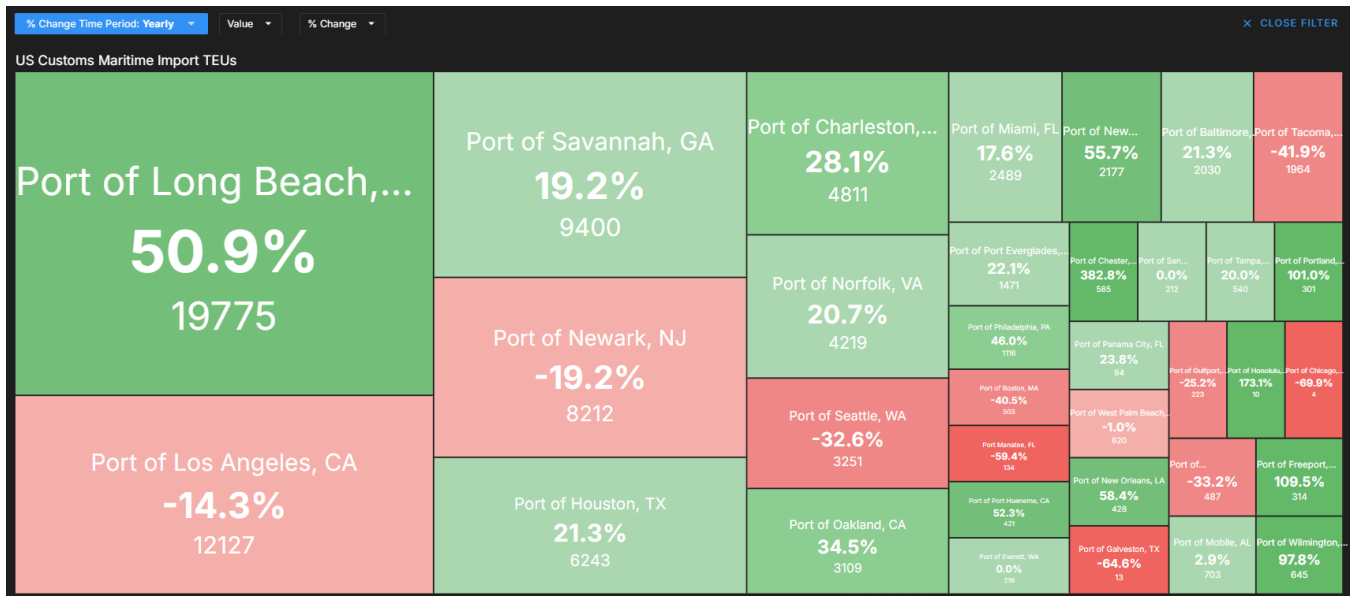 % Change Time Period: Yearly
Value
% Change
× CLOSE FILTER
US Customs Maritime Import TEUs
Port of Long Beach,...
50.9%
19775
Port of Los Angeles, CA
-14.3%
12127
Port of Savannah, GA
19.2%
9400
Port of Newark, NJ
-19.2%
8212
Port of Houston, TX
21.3%
6243
Port of Charleston,...
28.1%
4811
Port of Norfolk, VA
20.7%
4219
Port of Seattle, WA
-32.6%
3251
Port of Oakland, CA
34.5%
3109
Port of Miami, FL
17.6%
2489
Port of New...
55.7%
2177
Port of Baltimore,...
21.3%
2030
Port of Tacoma,...
-41.9%
1964
Port of Port Everglades,...
22.1%
1471
Port of Philadelphia, PA
46.0%
1116
Port of Boston, MA
-40.5%
503
Port Manatee, FL
-59.4%
134
Port of Port Hueneme, CA
52.3%
421
Port of Everett, WA
0.0%
216
Port of Chester,...
382.8%
585
Port of San...
0.0%
212
Port of Tampa,...
20.0%
540
Port of Portland,...
101.0%
301
Port of Panama City, FL
23.8%
94
Port of West Palm Beach,...
-1.0%
620
Port of New Orleans, LA
58.4%
428
Port of Galveston, TX
-64.6%
13
Port of Gulfport,...
-25.2%
223
Port of Honolulu,...
173.1%
10
Port of Chicago,...
-69.9%
4
Port of...
-33.2%
487
Port of Freeport,...
109.5%
314
Port of Mobile, AL
2.9%
703
Port of Wilmington,...
97.8%
645